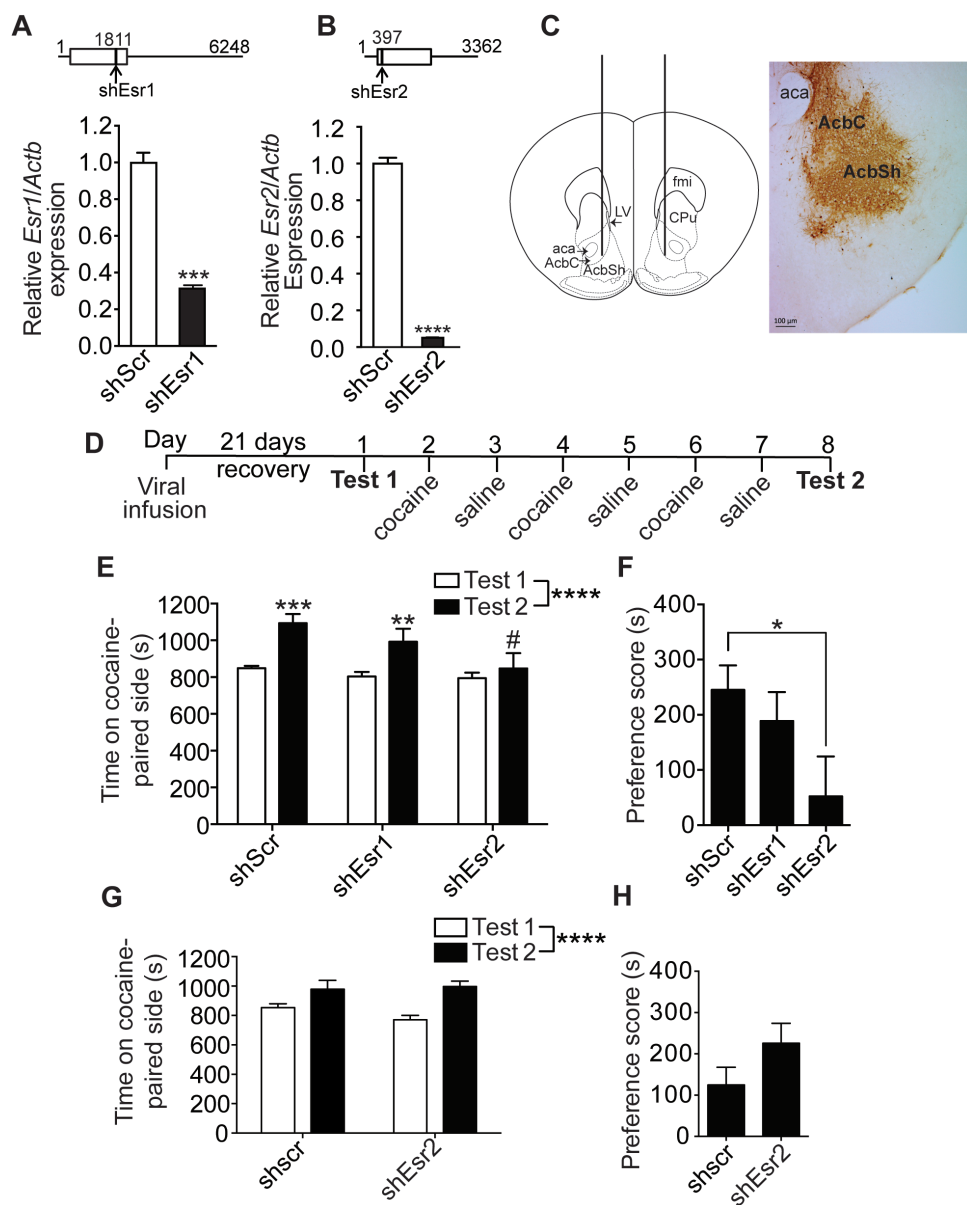 A
1 1811 6248
shEsr1
1.2
1.0
0.8
0.6
0.4
0.2
0.0
Relative Esr1/Actb
expression
***
shScr
shEsr1
B
1 397 3362
shEsr2
1.2
1.0
0.8
0.6
0.4
0.2
0.0
Relative Esr2/Actb
Espression
****
shScr
shEsr2
C
fmi
LV
CPu
aca
AcbC
AcbSh
aca
AcbC
AcbSh
100 µm
D
Day 21 days 1 2 3 4 5 6 7 8
recovery
Viral
infusion
Test 1 cocaine saline cocaine saline cocaine saline Test 2
E
Test 1
Test 2
****
1200
1000
800
600
400
200
0
Time on cocaine-
paired side (s)
***
**
#
shScr
shEsr1
shEsr2
F
400
300
200
100
0
Preference score (s)
*
shScr
shEsr1
shEsr2
G
Test 1
Test 2
****
1200
1000
800
600
400
200
0
Time on cocaine-
paired side (s)
shscr
shEsr2
H
400
300
200
100
0
Preference score (s)
shscr
shEsr2